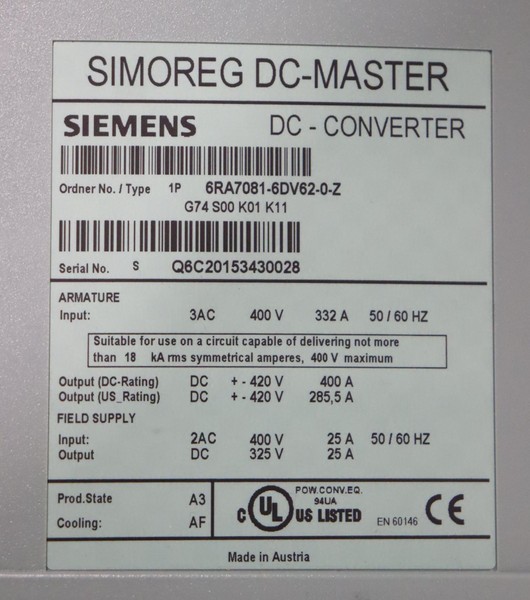 SIMOREG DC-MASTER
SIEMENS DC - CONVERTER
Ordner No. / Type 1P 6RA7081-6DV62-0-Z
G74 S00 K01 K11
Serial No. S Q6C20153430028
ARMATURE
Input: 3AC 400 V 332 A 50 / 60 HZ
Suitable for use on a circuit capable of delivering not more
than 18 kA rms symmetrical amperes, 400 V maximum
Output (DC-Rating) DC + - 420 V 400 A
Output (US_Rating) DC + - 420 V 285,5 A
FIELD SUPPLY
Input: 2AC 400 V 25 A 50 / 60 HZ
Output DC 325 V 25 A
Prod.State A3
Cooling: AF
POW.CONV.EQ.
94UA
C UL US LISTED
EN 60146 CE
Made in Austria